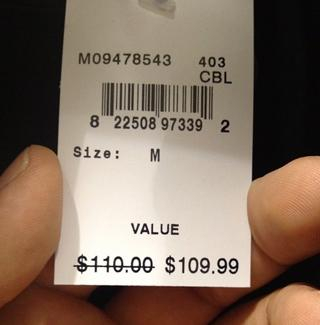 M09478543 403
CBL
8 22508 97339 2
Size: M
VALUE
$110.00 $109.99